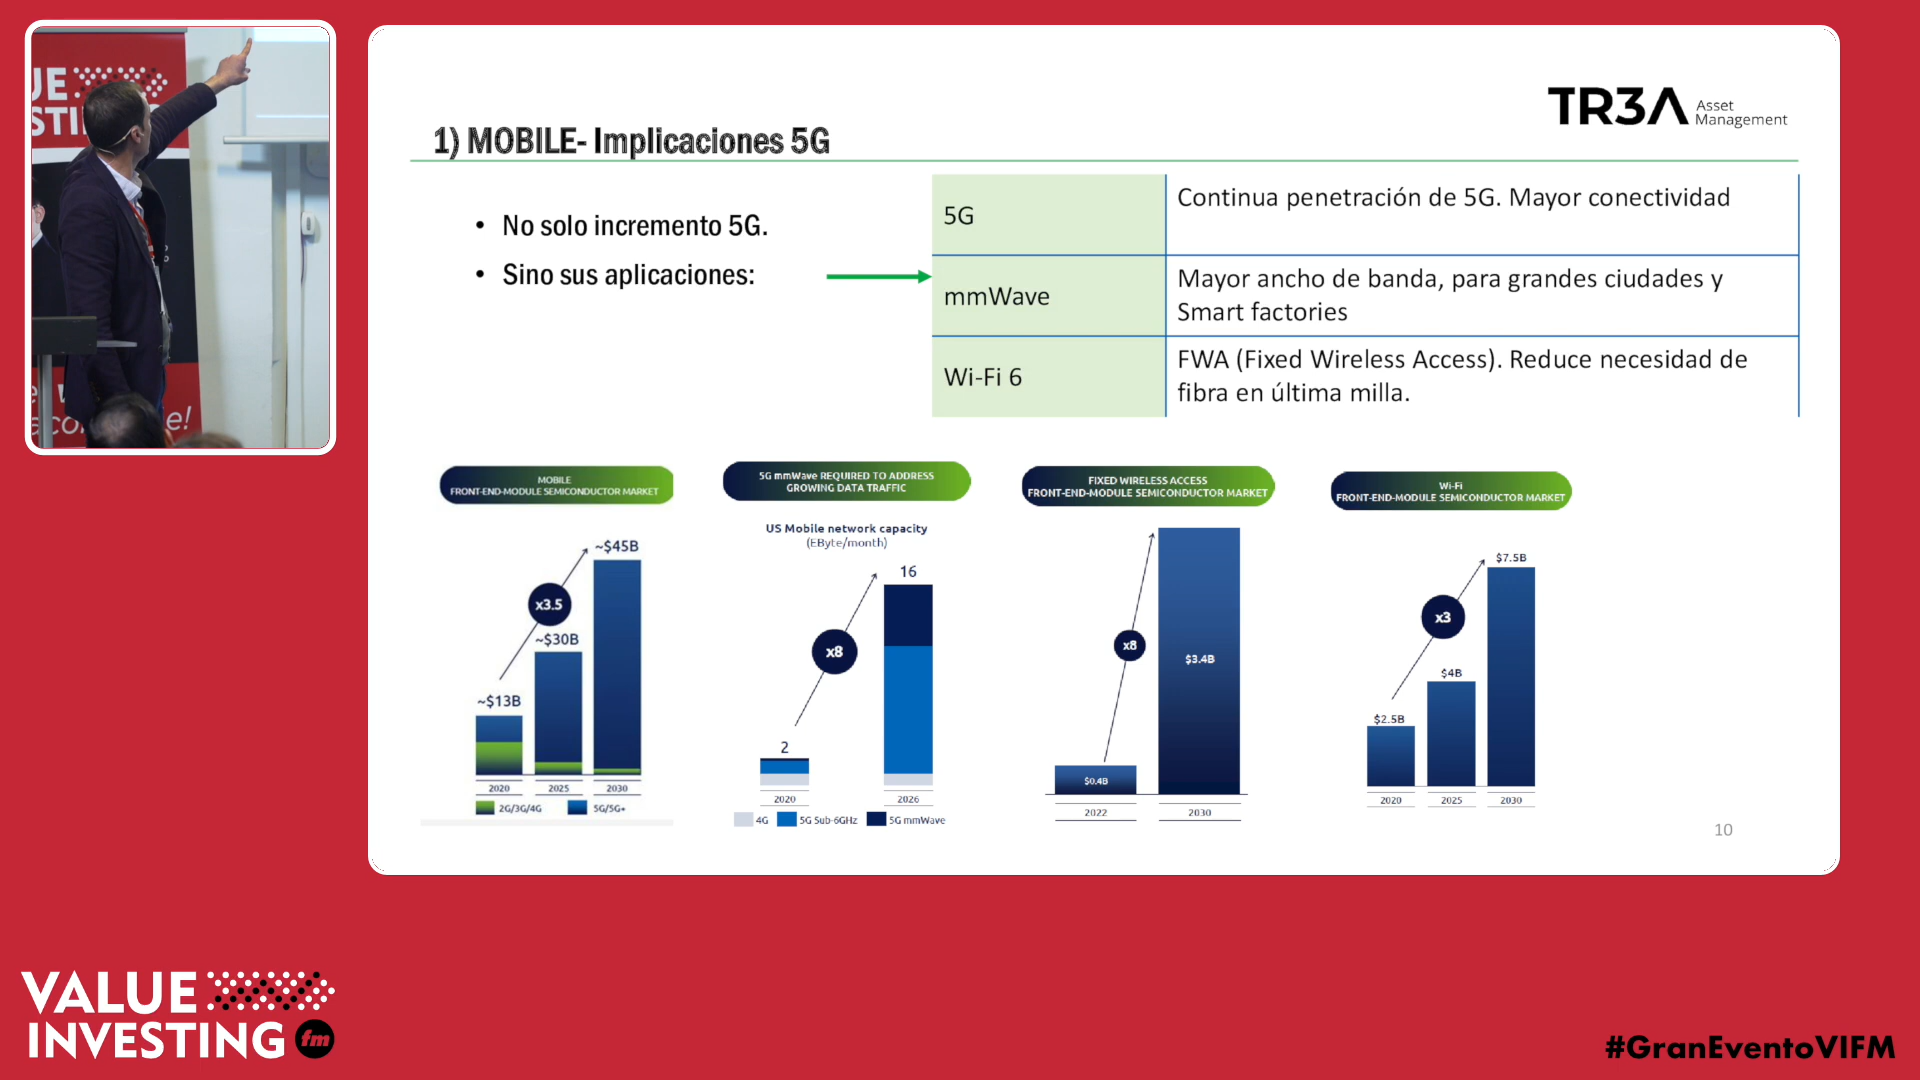 UE
STI
e!
TR3Λ Asset
Management
1) MOBILE- Implicaciones 5G
• No solo incremento 5G.
• Sino sus aplicaciones:
5G
Continua penetración de 5G. Mayor conectividad
mmWave
Mayor ancho de banda, para grandes ciudades y
Smart factories
Wi-Fi 6
FWA (Fixed Wireless Access). Reduce necesidad de
fibra en última milla.
MOBILE
FRONT-END-MODULE SEMICONDUCTOR MARKET
~$45B
x3.5
~$30B
~$13B
2020 2025 2030
2G/3G/4G 5G/5G+
5G mmWave REQUIRED TO ADDRESS
GROWING DATA TRAFFIC
US Mobile network capacity
(EByte/month)
16
x8
2
2020 2026
4G 5G Sub-6GHz 5G mmWave
FIXED WIRELESS ACCESS
FRONT-END-MODULE SEMICONDUCTOR MARKET
x8
$3.4B
$0.4B
2022 2030
Wi-Fi
FRONT-END-MODULE SEMICONDUCTOR MARKET
$7.5B
x3
$4B
$2.5B
2020 2025 2030
10
VALUE
INVESTING fm
#GranEventoVIFM